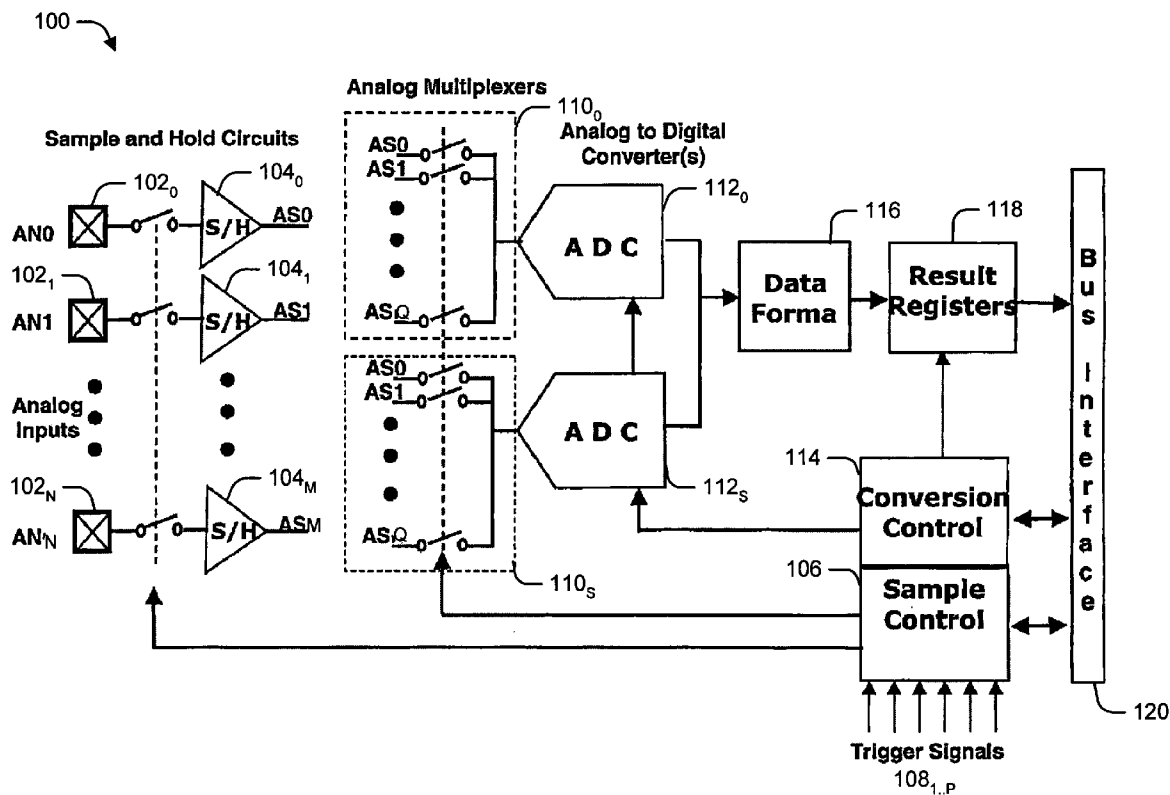 100
Analog Multiplexers
110₀
Sample and Hold Circuits
Analog to Digital
Converter(s)
102₀
104₀
AN0
S/H
AS0
AS0
AS1
ASQ
112₀
A D C
116
118
Data
Forma
Result
Registers
Bus Interface
102₁
104₁
AN1
S/H
AS1
Analog
Inputs
AS0
AS1
ASQ
A D C
112S
110S
102N
104M
ANN
S/H
ASM
114
Conversion
Control
106
Sample
Control
120
Trigger Signals
108₁..P